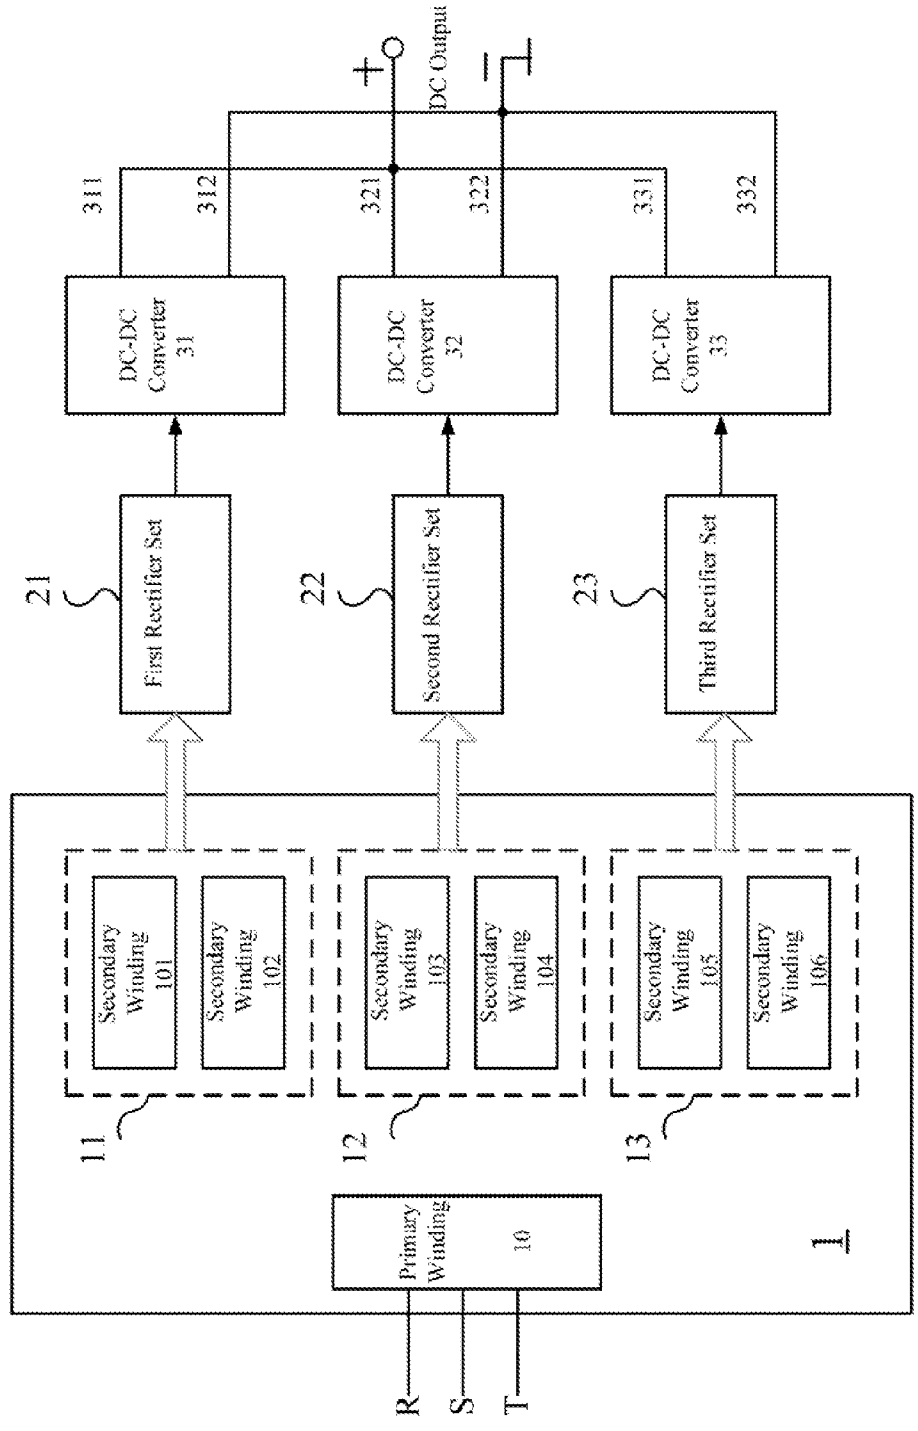 R
S
T
Primary
Winding
10
1
11
Secondary
Winding
101
Secondary
Winding
102
12
Secondary
Winding
103
Secondary
Winding
104
13
Secondary
Winding
105
Secondary
Winding
106
21
First Rectifier Set
22
Second Rectifier Set
23
Third Rectifier Set
DC-DC
Converter
31
DC-DC
Converter
32
DC-DC
Converter
33
311
312
321
322
331
332
+
DC Output
−